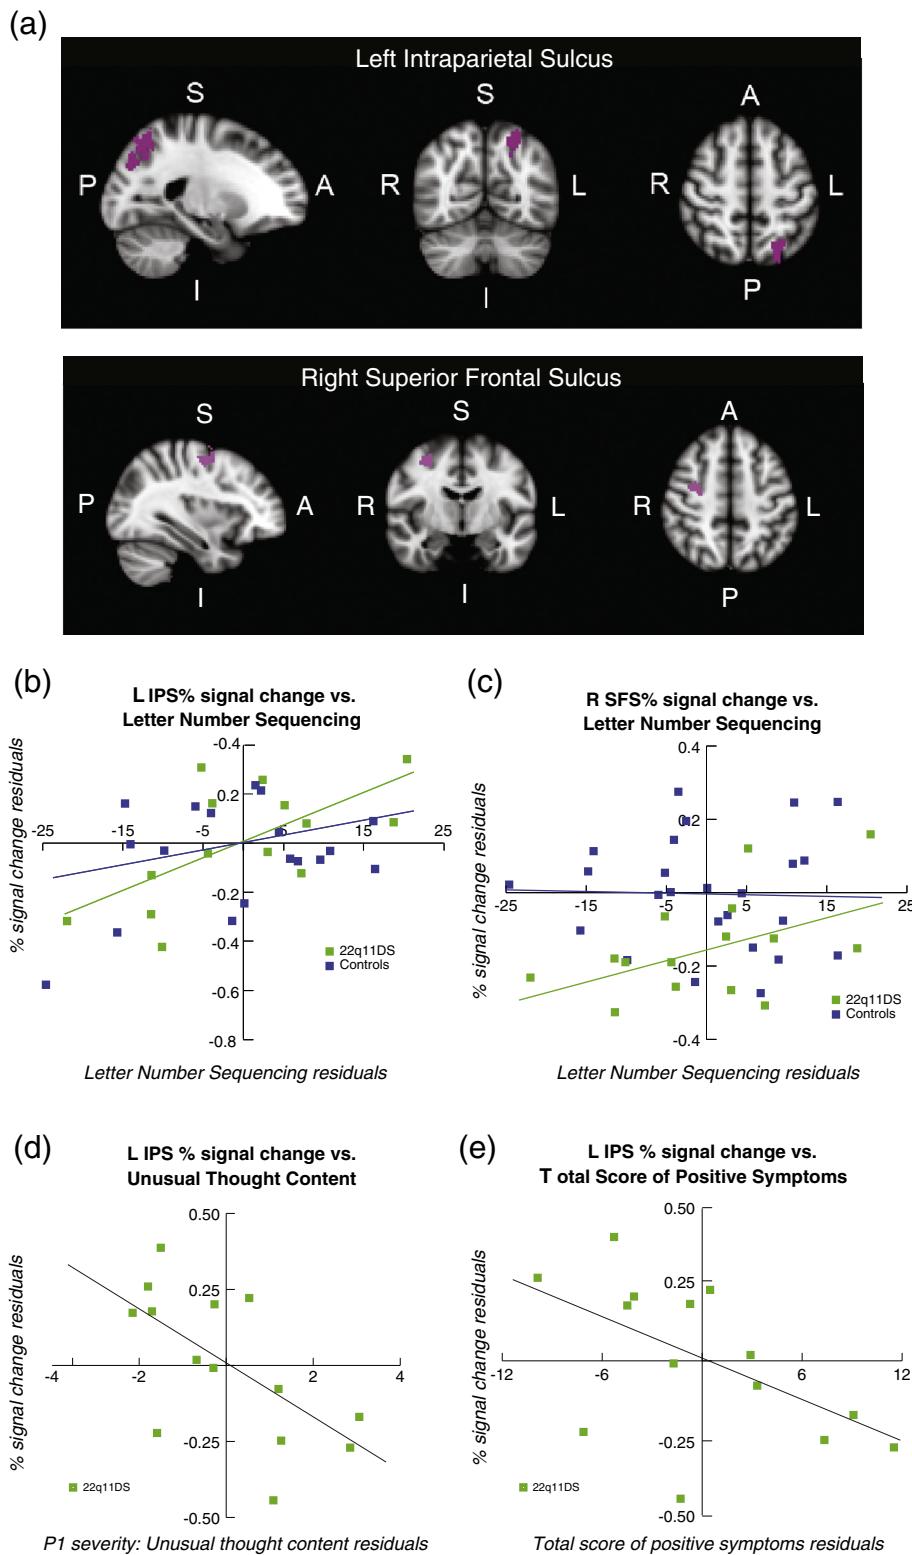 (a)
Left Intraparietal Sulcus
S S A
P A R L R L
I I P
Right Superior Frontal Sulcus
S S A
P A R L R L
I I P
(b)
L IPS% signal change vs.
Letter Number Sequencing
% signal change residuals
-0.4
0.2
-25 -15 -5 5 15 25
-0.2
-0.4
-0.6
-0.8
22q11DS
Controls
Letter Number Sequencing residuals
(c)
R SFS% signal change vs.
Letter Number Sequencing
% signal change residuals
0.4
0.2
-25 -15 -5 5 15 25
-0.2
-0.4
22q11DS
Controls
Letter Number Sequencing residuals
(d)
L IPS % signal change vs.
Unusual Thought Content
% signal change residuals
0.50
0.25
-4 -2 2 4
-0.25
-0.50
22q11DS
P1 severity: Unusual thought content residuals
(e)
L IPS % signal change vs.
T otal Score of Positive Symptoms
% signal change residuals
0.50
0.25
-12 -6 6 12
-0.25
-0.50
22q11DS
Total score of positive symptoms residuals